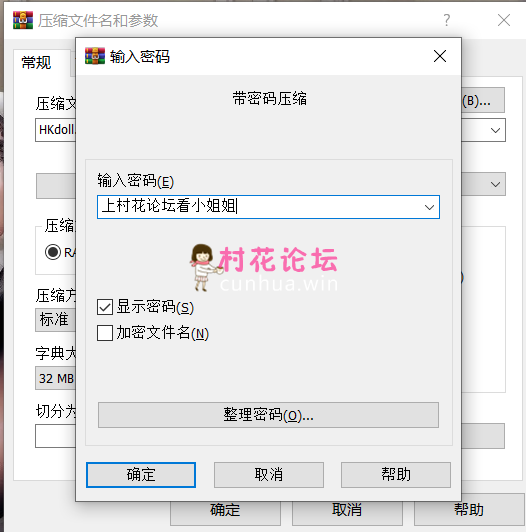 压缩文件名和参数
?
常规
输入密码
带密码压缩
压缩文
(B)...
HKdoll
输入密码(E)
上村花论坛看小姐姐
压缩
RA
村花论坛
cunhua.win
压缩方
显示密码(S)
标准
加密文件名(N)
字典大
32 MB
切分为
整理密码(O)...
确定
取消
帮助
确定
取消
帮助